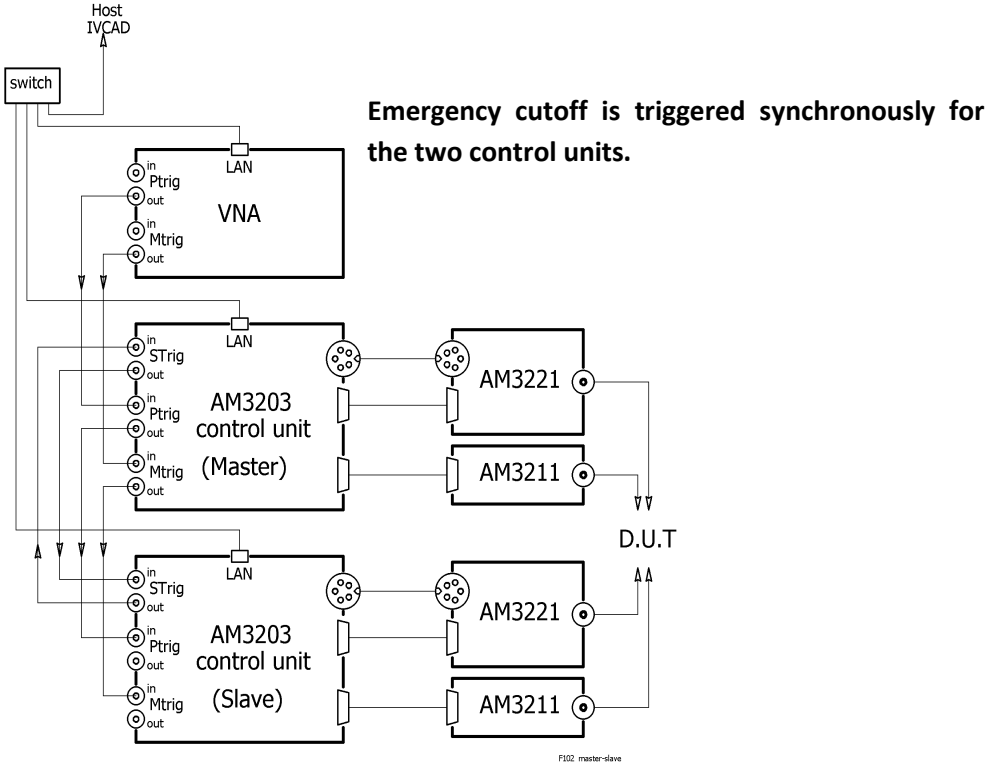 Host
IVCAD
switch
Emergency cutoff is triggered synchronously for
the two control units.
LAN
in
Ptrig
out
VNA
in
Mtrig
out
LAN
in
STrig
out
in
Ptrig
out
in
Mtrig
out
AM3203
control unit
(Master)
AM3221
AM3211
D.U.T
LAN
in
STrig
out
in
Ptrig
out
in
Mtrig
out
AM3203
control unit
(Slave)
AM3221
AM3211
F102 master-slave